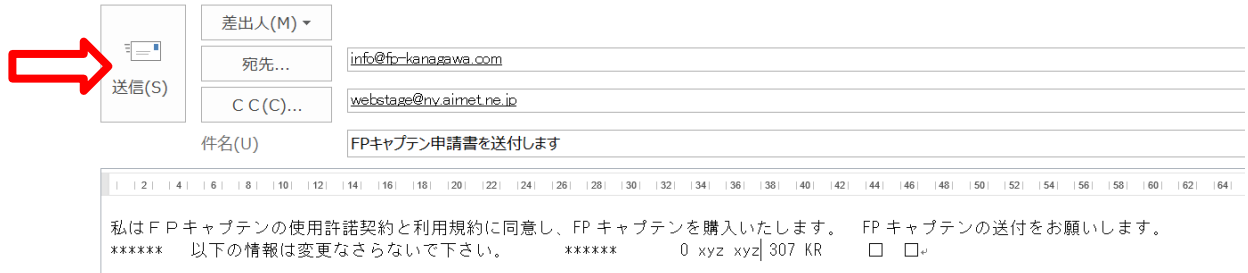 差出人(M)
宛先... info@fp-kanagawa.com
送信(S)
ＣＣ(C)... webstage@ny.airnet.ne.jp
件名(U) FPキャプテン申請書を送付します
2 4 6 8 10 12 14 16 18 20 22 24 26 28 30 32 34 36 38 40 42 44 46 48 50 52 54 56 58 60 62 64
私はＦＰキャプテンの使用許諾契約と利用規約に同意し、FP キャプテンを購入いたします。 FP キャプテンの送付をお願いします。
****** 以下の情報は変更なさらないで下さい。 ****** 0 xyz xyz 307 KR □ □